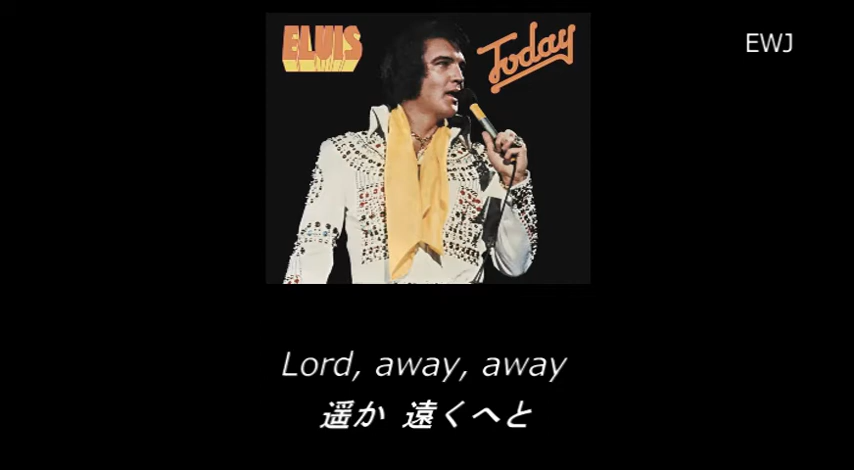 ELVIS
Today
EWJ
Lord, away, away
遥か 遠くへと